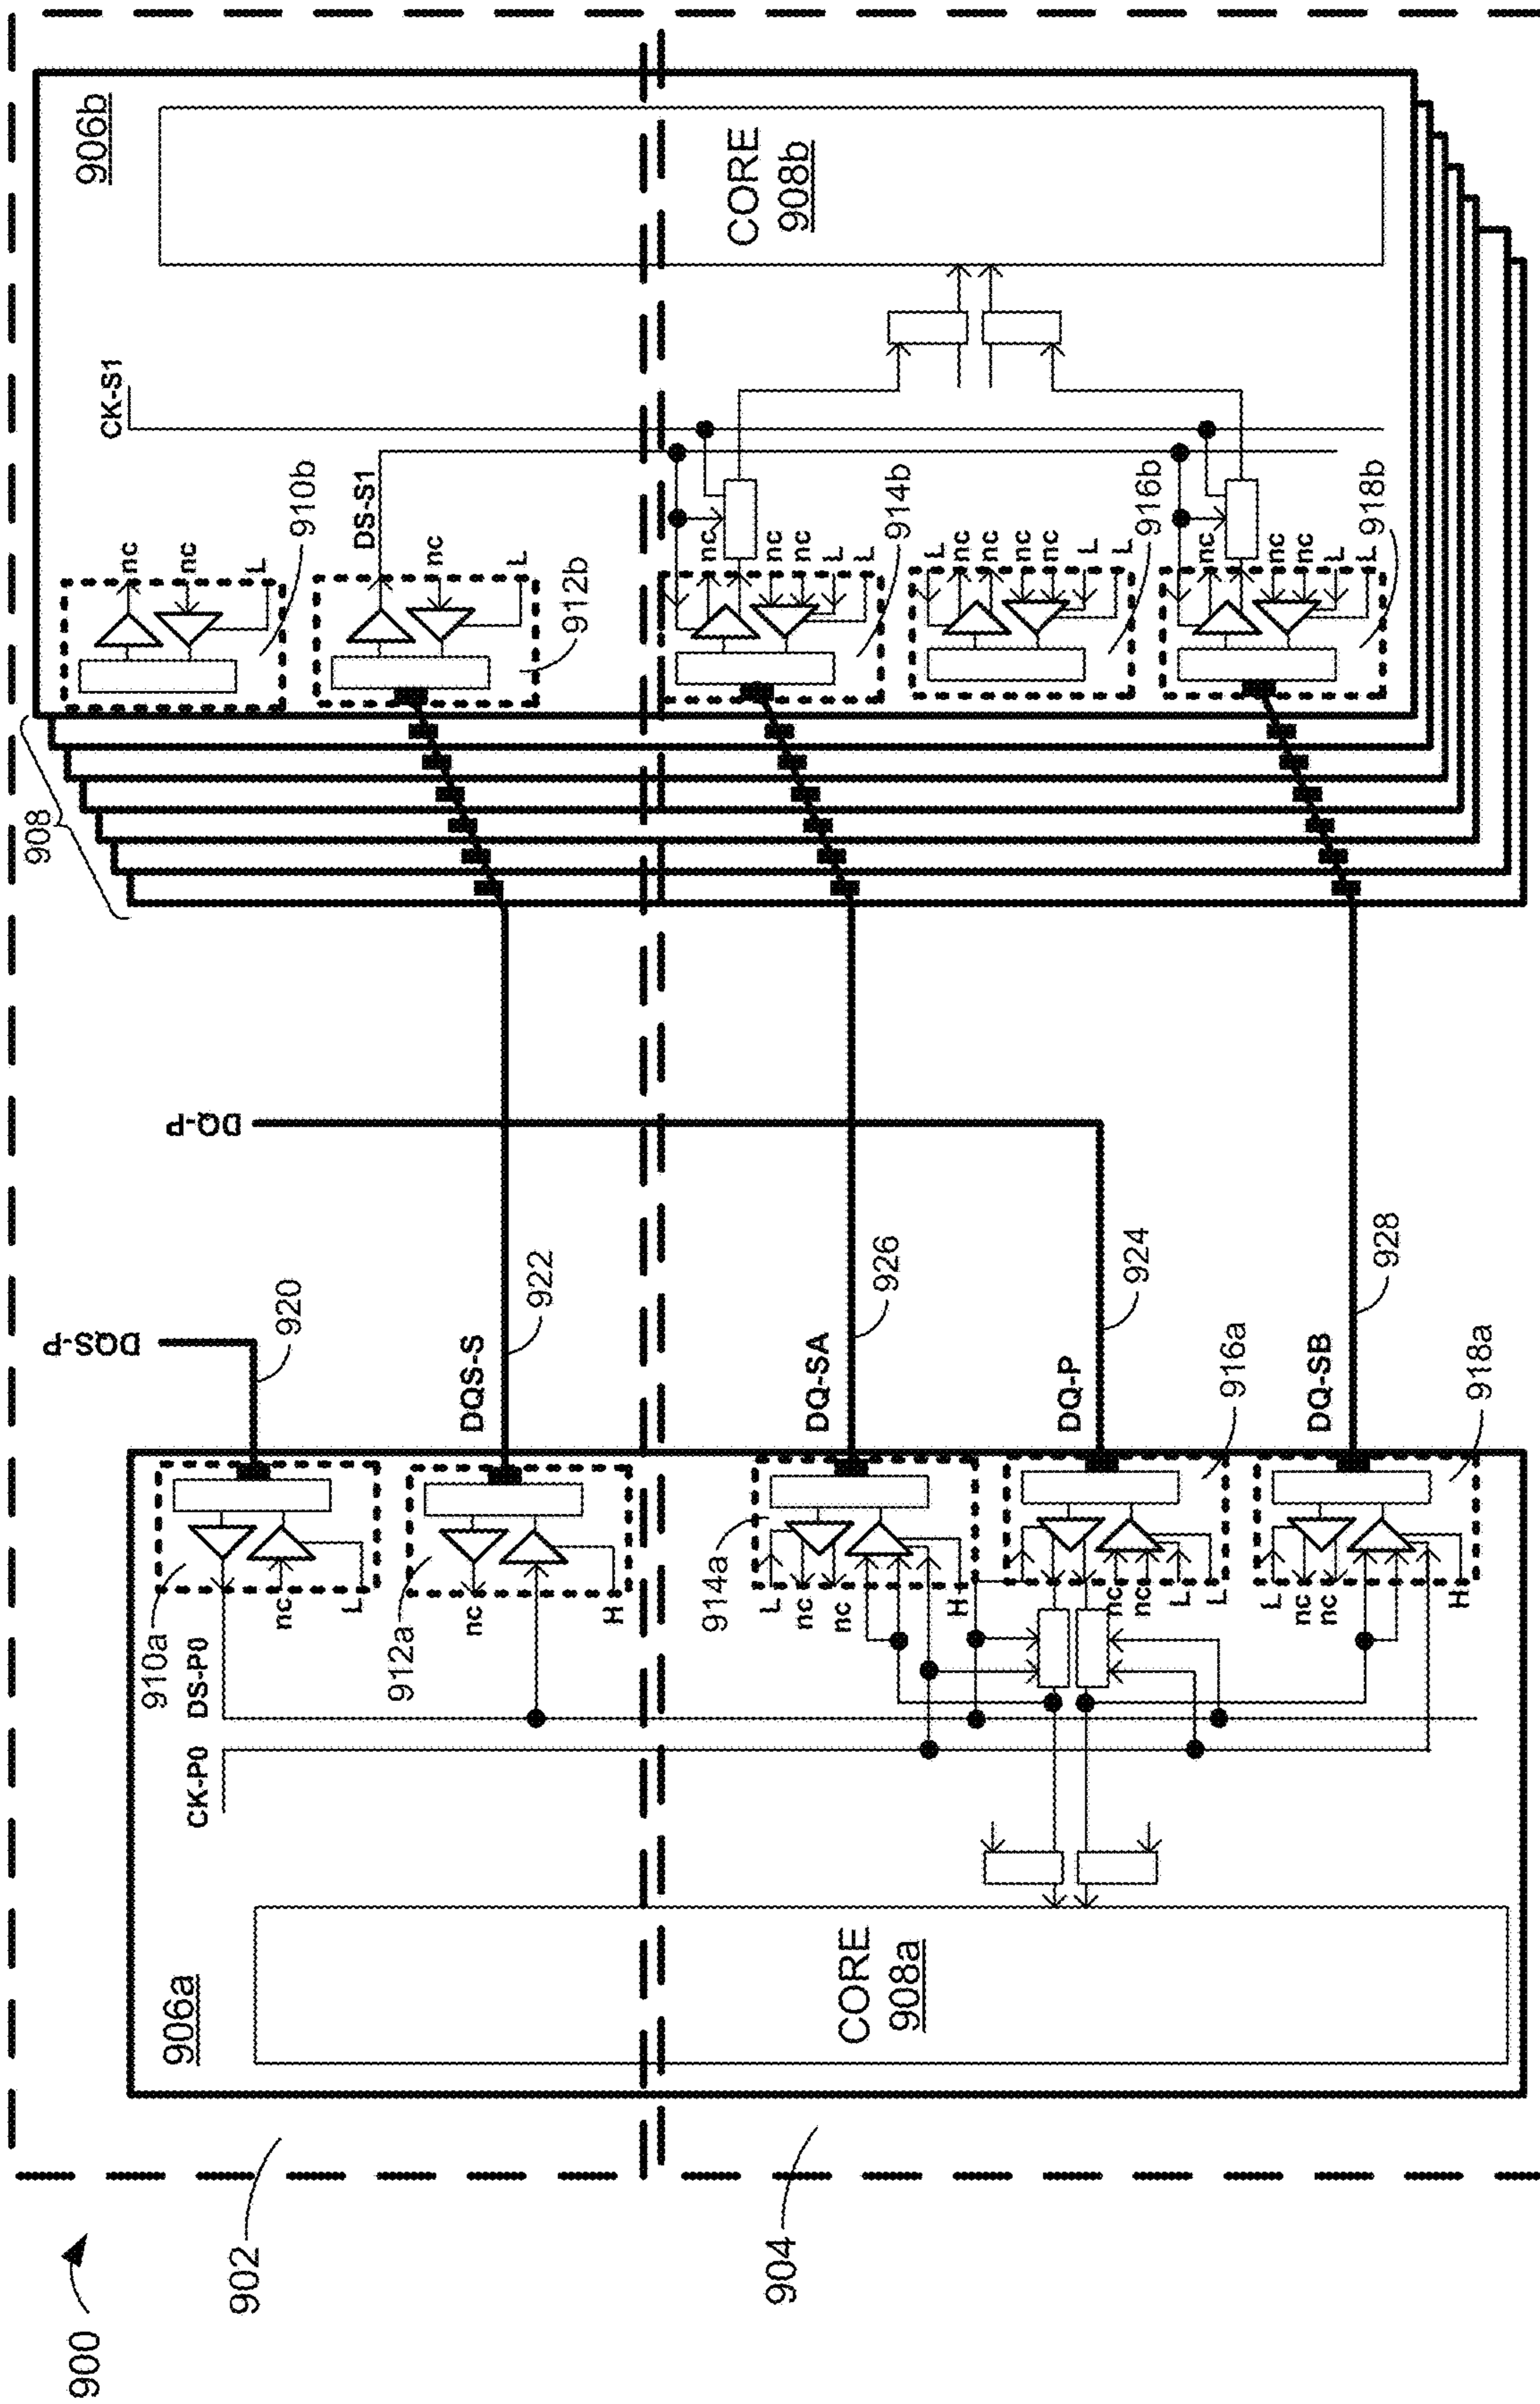 900
902
904
906a
CORE
908a
CK-P0
DS-P0
910a
nc
L
912a
nc
H
914a
L
nc
nc
H
nc
nc
L
L
L
nc
nc
H
916a
918a
DQS-P
920
DQS-S
922
DQ-SA
926
DQ-P
DQ-P
924
DQ-SB
928
908
906b
CORE
908b
CK-S1
DS-S1
nc
nc
L
910b
nc
L
912b
nc
nc
nc
L
L
914b
L
nc
nc
nc
nc
L
L
916b
nc
nc
nc
L
L
918b